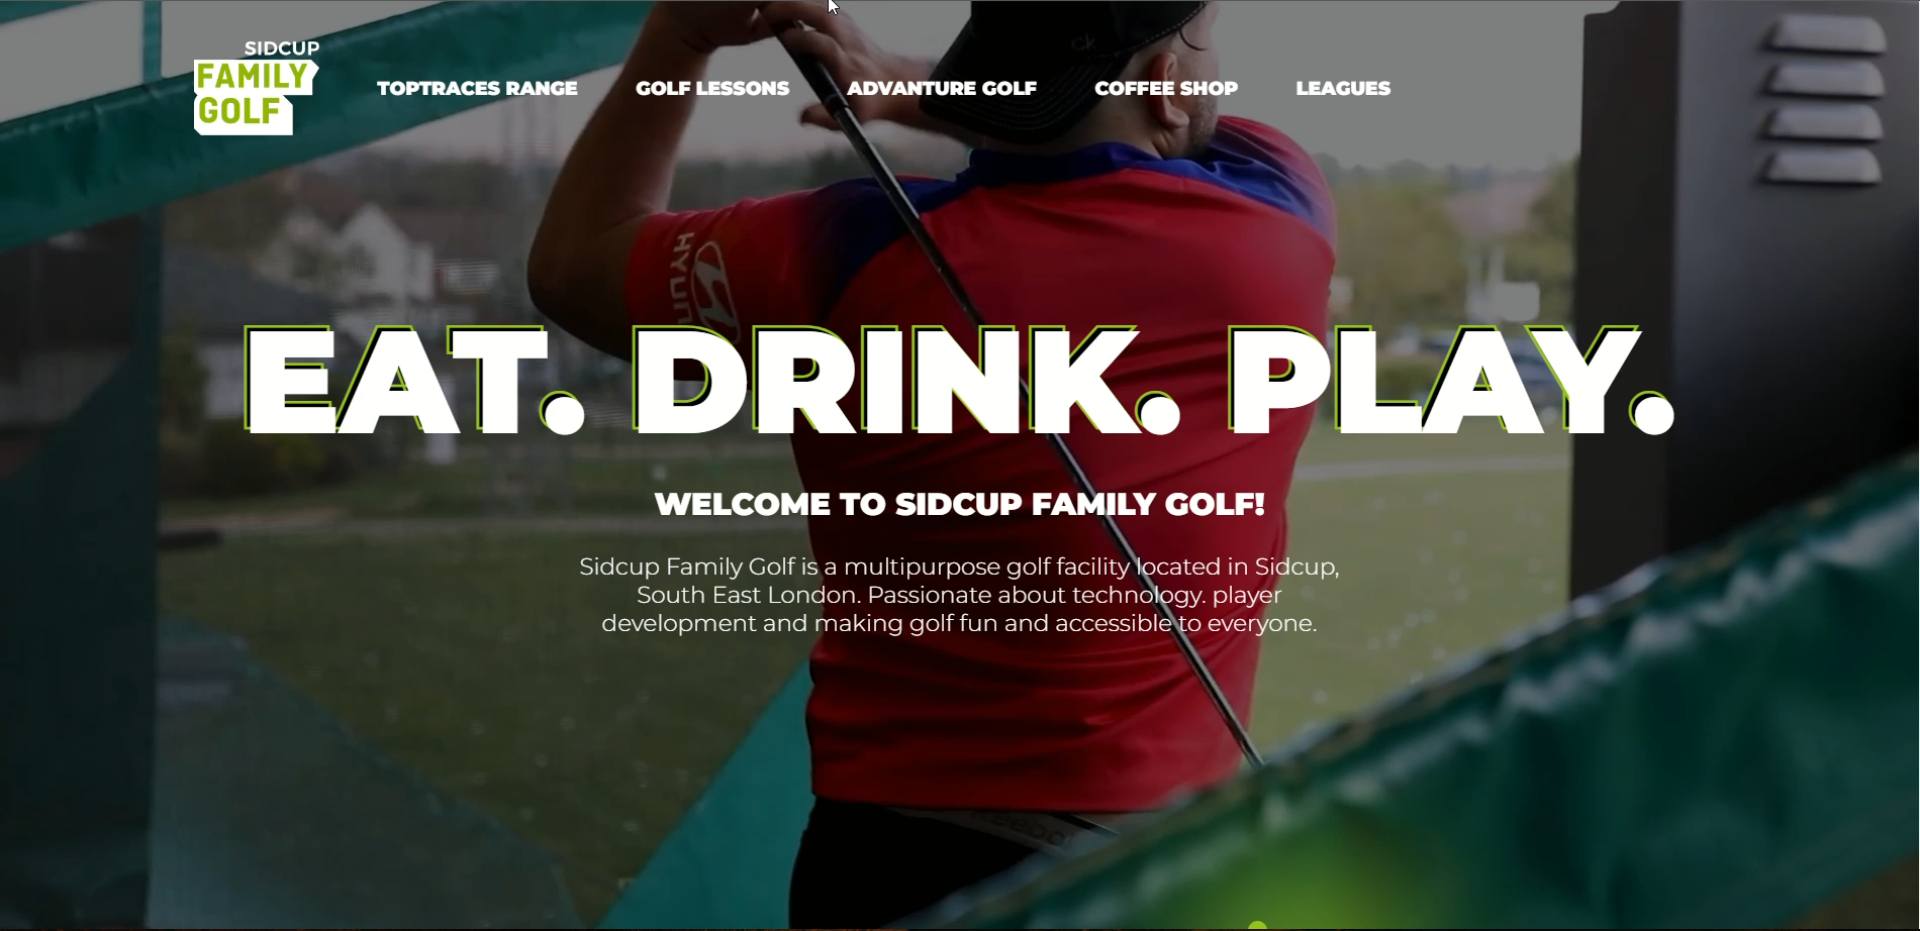 SIDCUP
FAMILY
GOLF
TOPTRACES RANGE
GOLF LESSONS
ADVANTURE GOLF
COFFEE SHOP
LEAGUES
ck
EAT. DRINK. PLAY.
WELCOME TO SIDCUP FAMILY GOLF!
Sidcup Family Golf is a multipurpose golf facility located in Sidcup,
South East London. Passionate about technology. player
development and making golf fun and accessible to everyone.